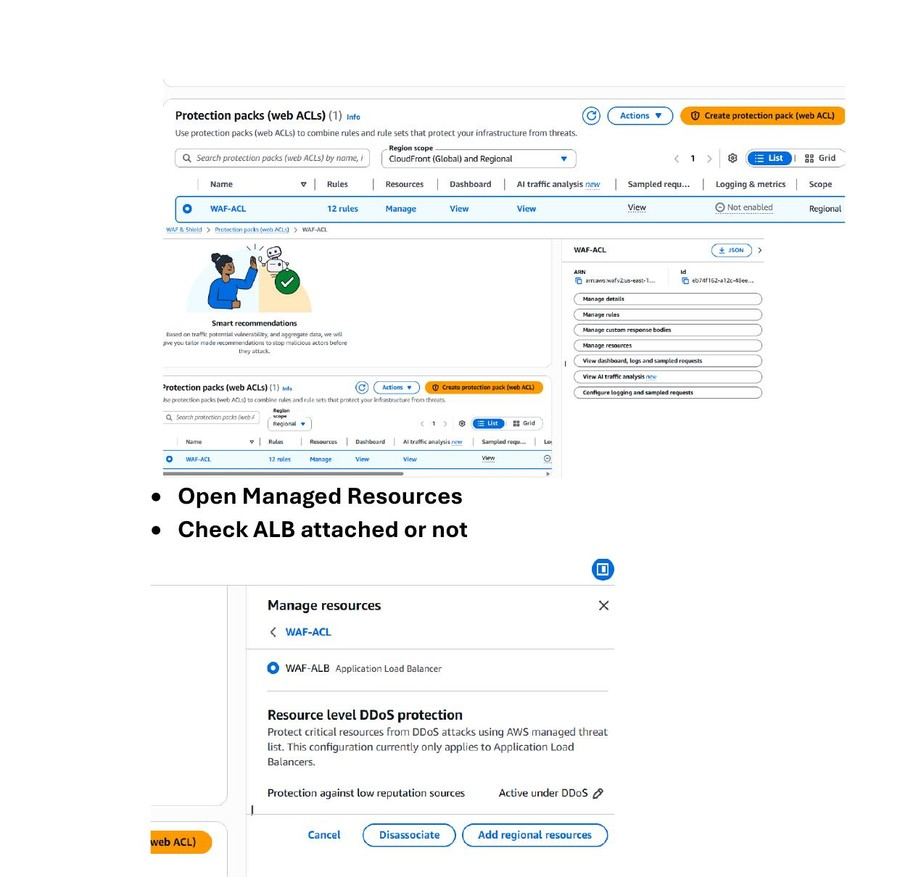 Protection packs (web ACLs) (1) Info
Actions ▼
Create protection pack (web ACL)
Use protection packs (web ACLs) to combine rules and rule sets that protect your infrastructure from threats.
Search protection packs (web ACLs) by name, i
Region scope
CloudFront (Global) and Regional
1
List
Grid
Name Rules Resources Dashboard AI traffic analysis new Sampled requ... Logging & metrics Scope
WAF-ACL 12 rules Manage View View View Not enabled Regional
WAF & Shield > Protection packs (web ACLs) > WAF-ACL
Smart recommendations
Based on traffic potential vulnerability, and aggregate data, we will
give you tailor made recommendations to stop malicious actors before
they attack.
WAF-ACL
JSON
ARN
arn:aws:wafv2:us-east-1...
Id
Manage details
Manage rules
Manage custom response bodies
Manage resources
View dashboard, logs and sampled requests
View AI traffic analysis new
Configure logging and sampled requests
Protection packs (web ACLs) (1) Info
Actions ▼
Create protection pack (web ACL)
Use protection packs (web ACLs) to combine rules and rule sets that protect your infrastructure from threats.
Search protection packs (web A
Region
scope
Regional
1
List
Grid
Name Rules Resources Dashboard AI traffic analysis new Sampled requ... Lo
WAF-ACL 12 rules Manage View View View
• Open Managed Resources
• Check ALB attached or not
Manage resources
WAF-ACL
WAF-ALB Application Load Balancer
Resource level DDoS protection
Protect critical resources from DDoS attacks using AWS managed threat
list. This configuration currently only applies to Application Load
Balancers.
Protection against low reputation sources Active under DDoS
Cancel
Disassociate
Add regional resources
web ACL)